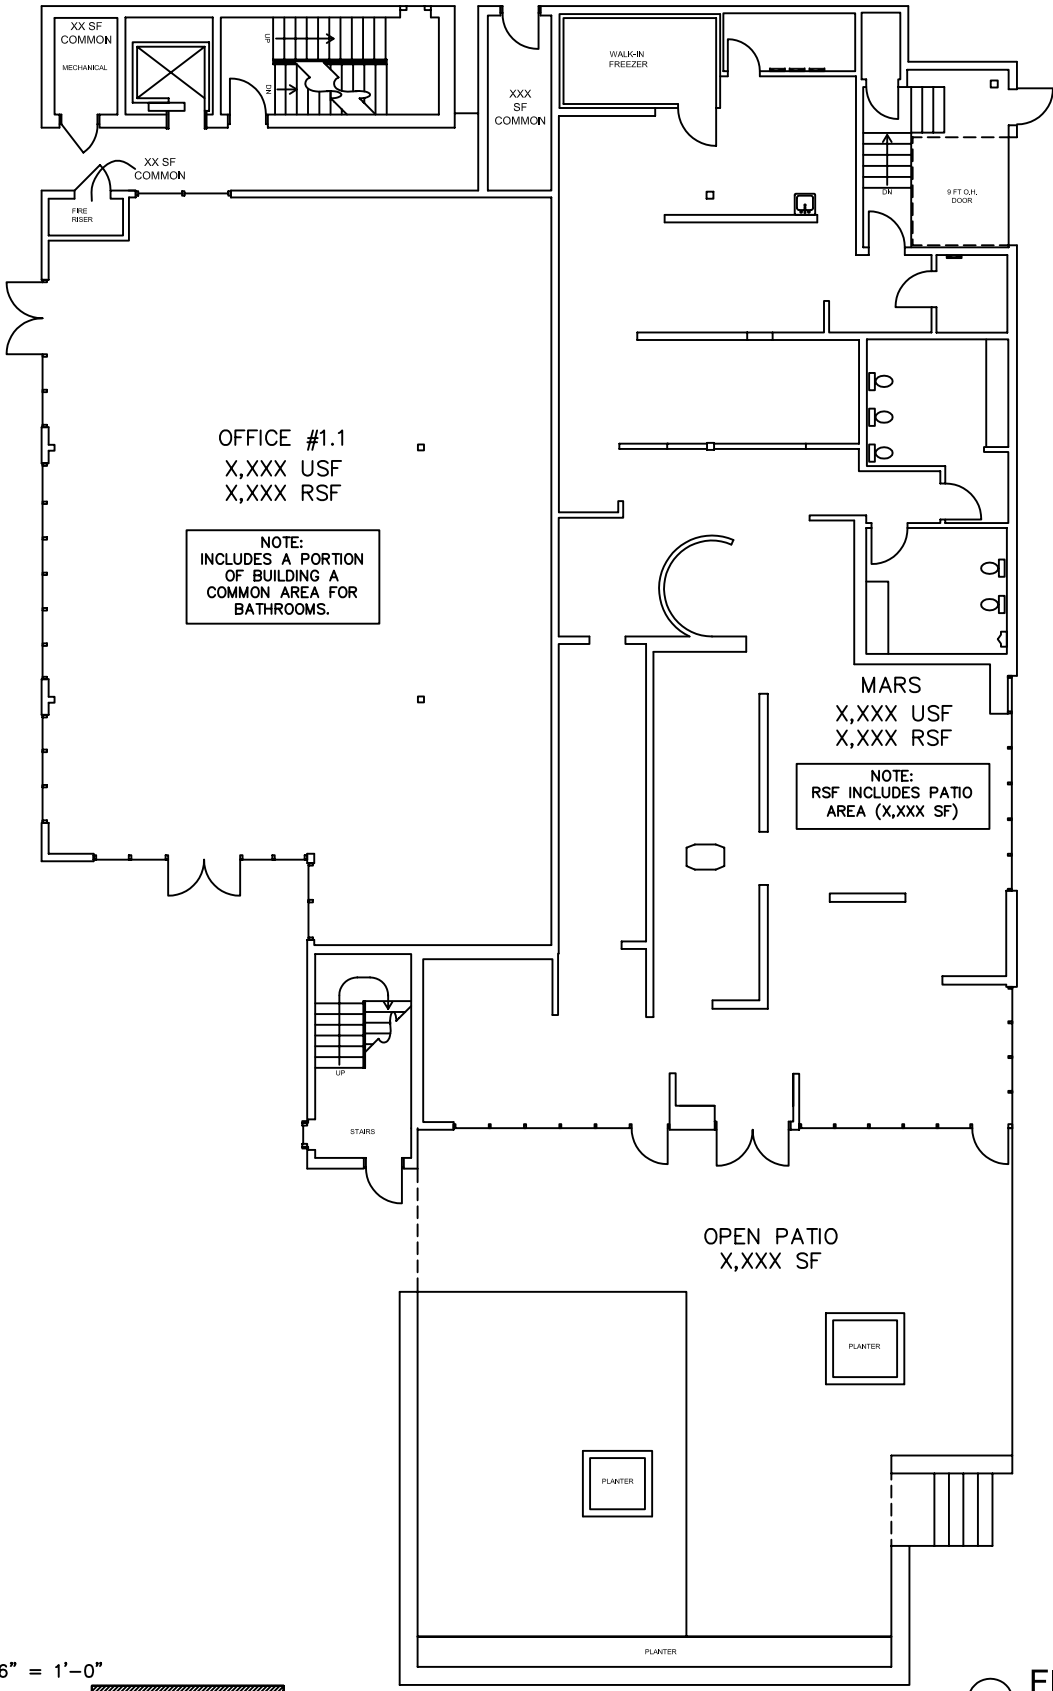 XX SF
COMMON
MECHANICAL
UP
DN
XXX
SF
COMMON
WALK-IN
FREEZER
XX SF
COMMON
FIRE
RISER
DN
9 FT O.H.
DOOR
OFFICE #1.1
X,XXX USF
X,XXX RSF
NOTE:
INCLUDES A PORTION
OF BUILDING A
COMMON AREA FOR
BATHROOMS.
MARS
X,XXX USF
X,XXX RSF
NOTE:
RSF INCLUDES PATIO
AREA (X,XXX SF)
UP
STAIRS
OPEN PATIO
X,XXX SF
PLANTER
PLANTER
PLANTER
6" = 1'-0"